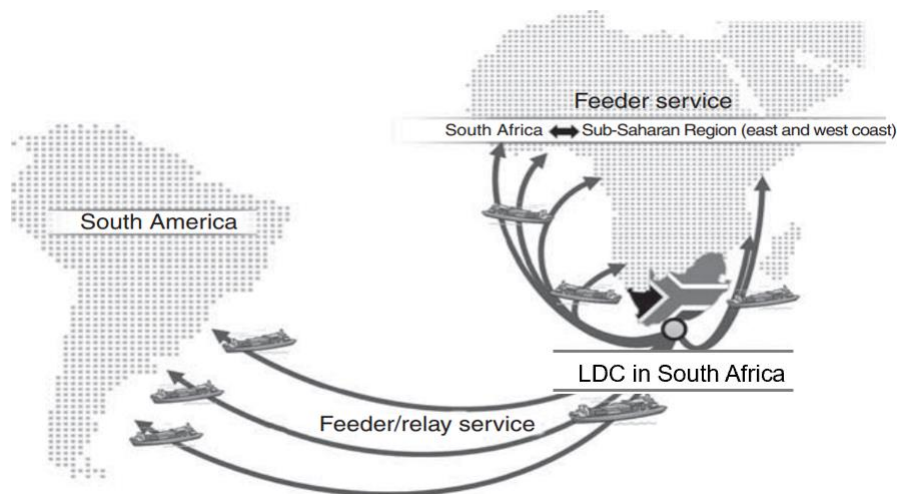 Feeder service
South Africa ⬌ Sub-Saharan Region (east and west coast)
South America
LDC in South Africa
Feeder/relay service